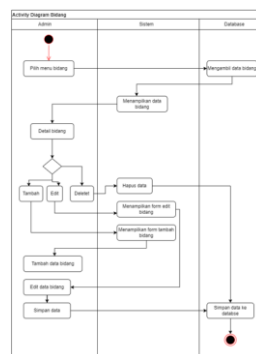 Activity Diagram Bidang
Admin
Sistem
Database
Pilih menu bidang
Mengambil data bidang
Menampilkan data
bidang
Detail bidang
Tambah
Edit
Deletet
Hapus data
Menampilkan form edit
bidang
Menampilkan form tambah
bidang
Tambah data bidang
Edit data bidang
Simpan data
Simpan data ke
databse